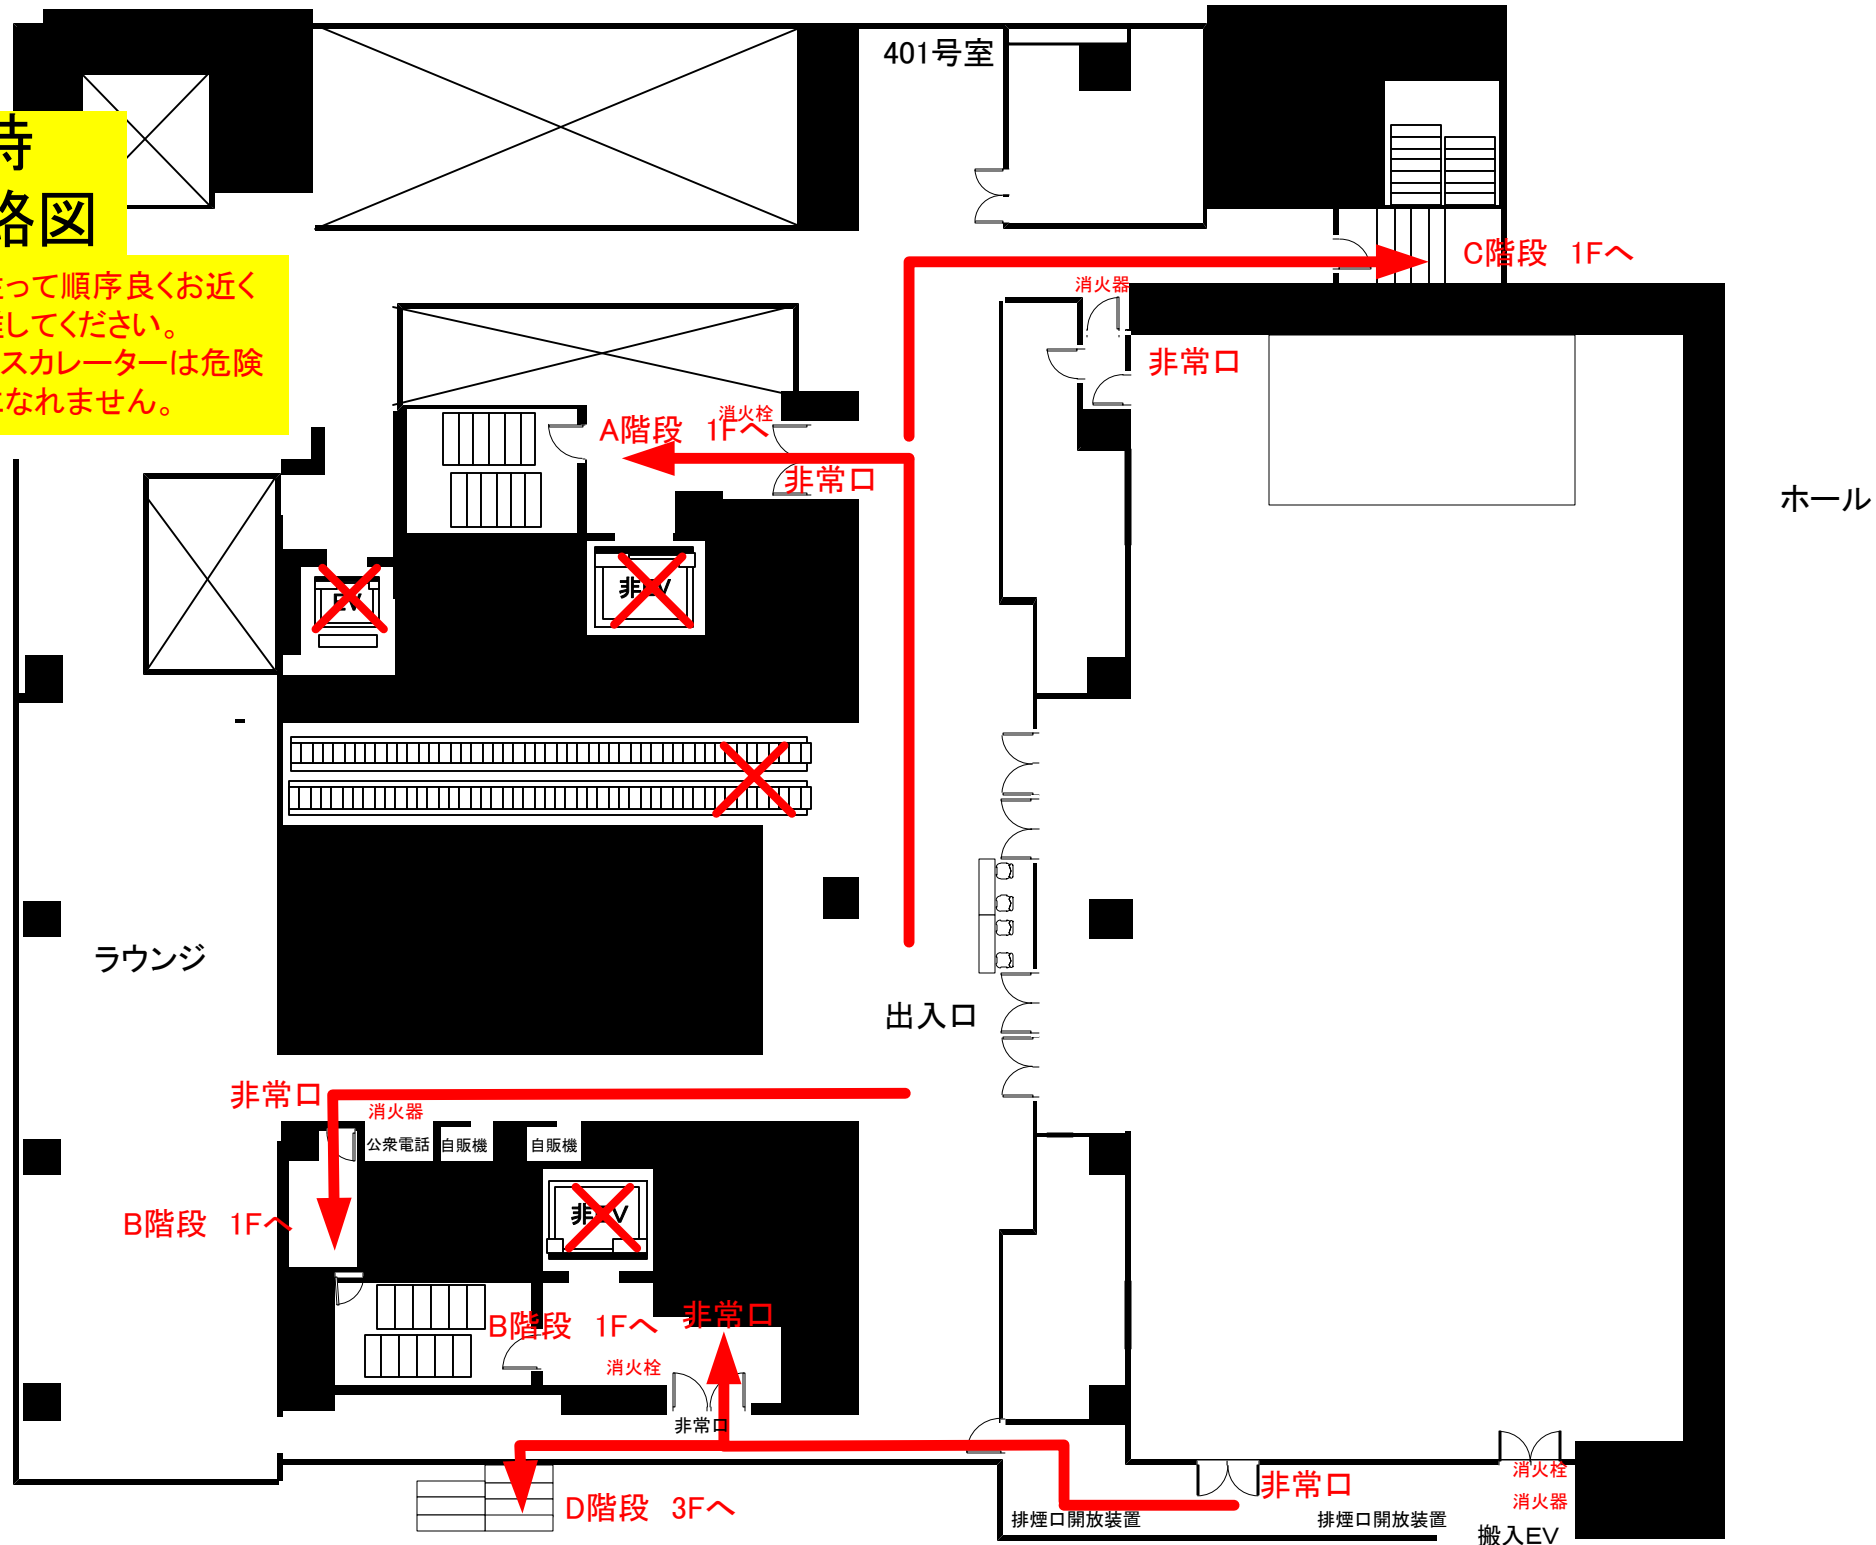 401号室
時
路図
って順序良くお近く
してください。
スカレーターは危険
なれません。
C階段 1Fへ
消火器
非常口
消火栓
A階段 1Fへ
非常口
ホール
EV
非EV
ラウンジ
出入口
非常口
消火器
公衆電話
自販機
自販機
B階段 1Fへ
非EV
B階段 1Fへ
非常口
消火栓
非常口
D階段 3Fへ
非常口
消火栓
消火器
排煙口開放装置
排煙口開放装置
搬入EV